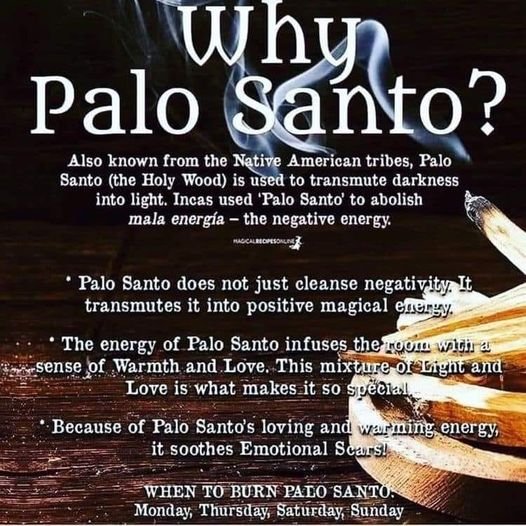 Why
Palo Santo?
Also known from the Native American tribes, Palo
Santo (the Holy Wood) is used to transmute darkness
into light. Incas used 'Palo Santo' to abolish
mala energía – the negative energy.
MAGICALRECIPESONLINE
* Palo Santo does not just cleanse negativity. It
transmutes it into positive magical energy.
* The energy of Palo Santo infuses the room with a
sense of Warmth and Love. This mixture of Light and
Love is what makes it so special.
* Because of Palo Santo's loving and warming energy,
it soothes Emotional Scars!
WHEN TO BURN PALO SANTO:
Monday, Thursday, Saturday, Sunday